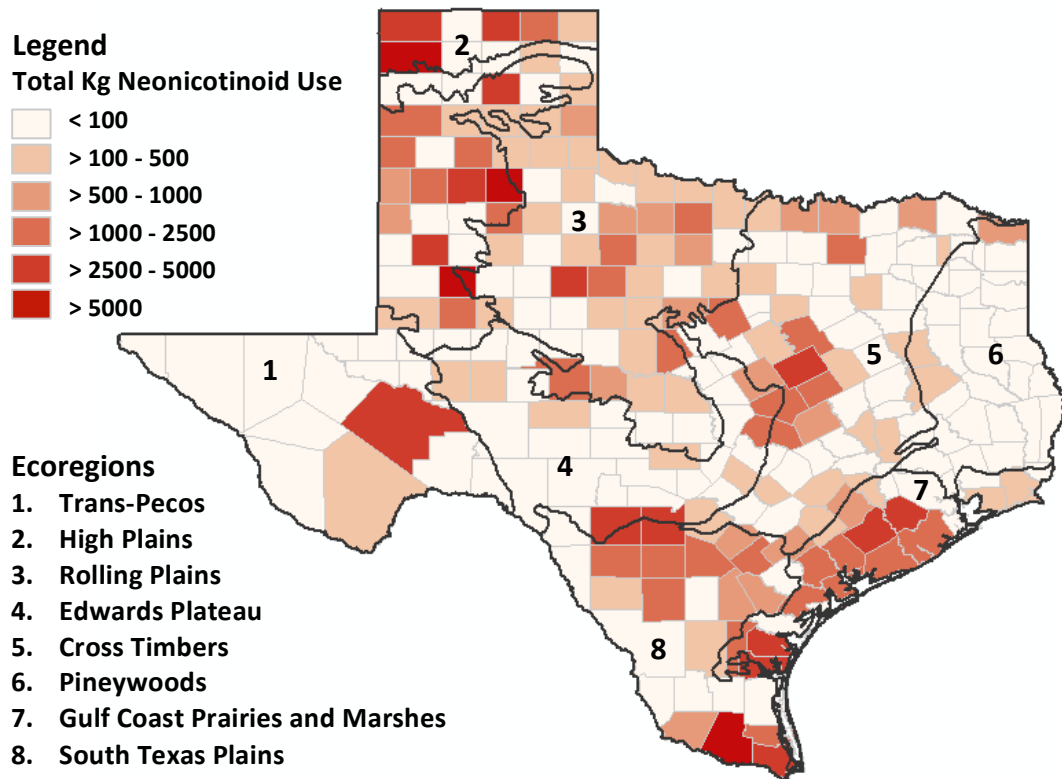 Legend
Total Kg Neonicotinoid Use
< 100
> 100 - 500
> 500 - 1000
> 1000 - 2500
> 2500 - 5000
> 5000
2
3
1
5
6
4
7
8
Ecoregions
1. Trans-Pecos
2. High Plains
3. Rolling Plains
4. Edwards Plateau
5. Cross Timbers
6. Pineywoods
7. Gulf Coast Prairies and Marshes
8. South Texas Plains